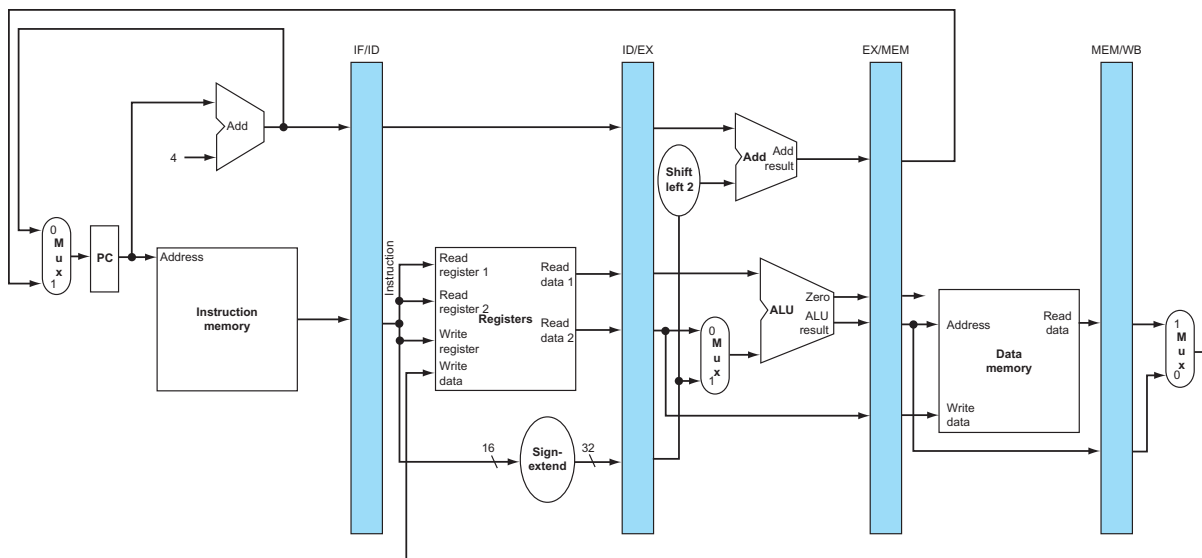 IF/ID
ID/EX
EX/MEM
MEM/WB
Add
4
Add
Add
result
Shift
left 2
0
M
u
x
1
PC
Address
Instruction
memory
Instruction
Read
register 1
Read
register 2
Write
register
Write
data
Registers
Read
data 1
Read
data 2
16
Sign-
extend
32
0
M
u
x
1
ALU
Zero
ALU
result
Address
Read
data
Data
memory
Write
data
1
M
u
x
0